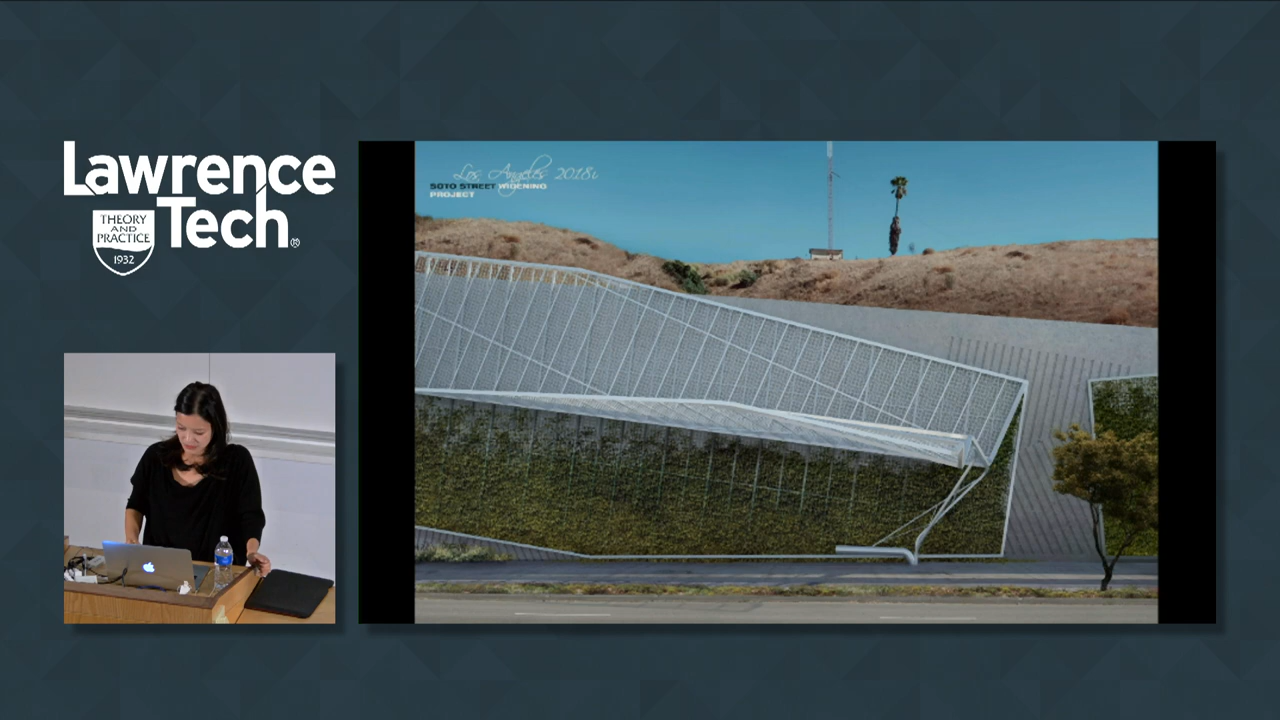 Lawrence
Tech®
THEORY
AND
PRACTICE
1932
Los Angeles 2018
SOTO STREET WIDENING
PROJECT